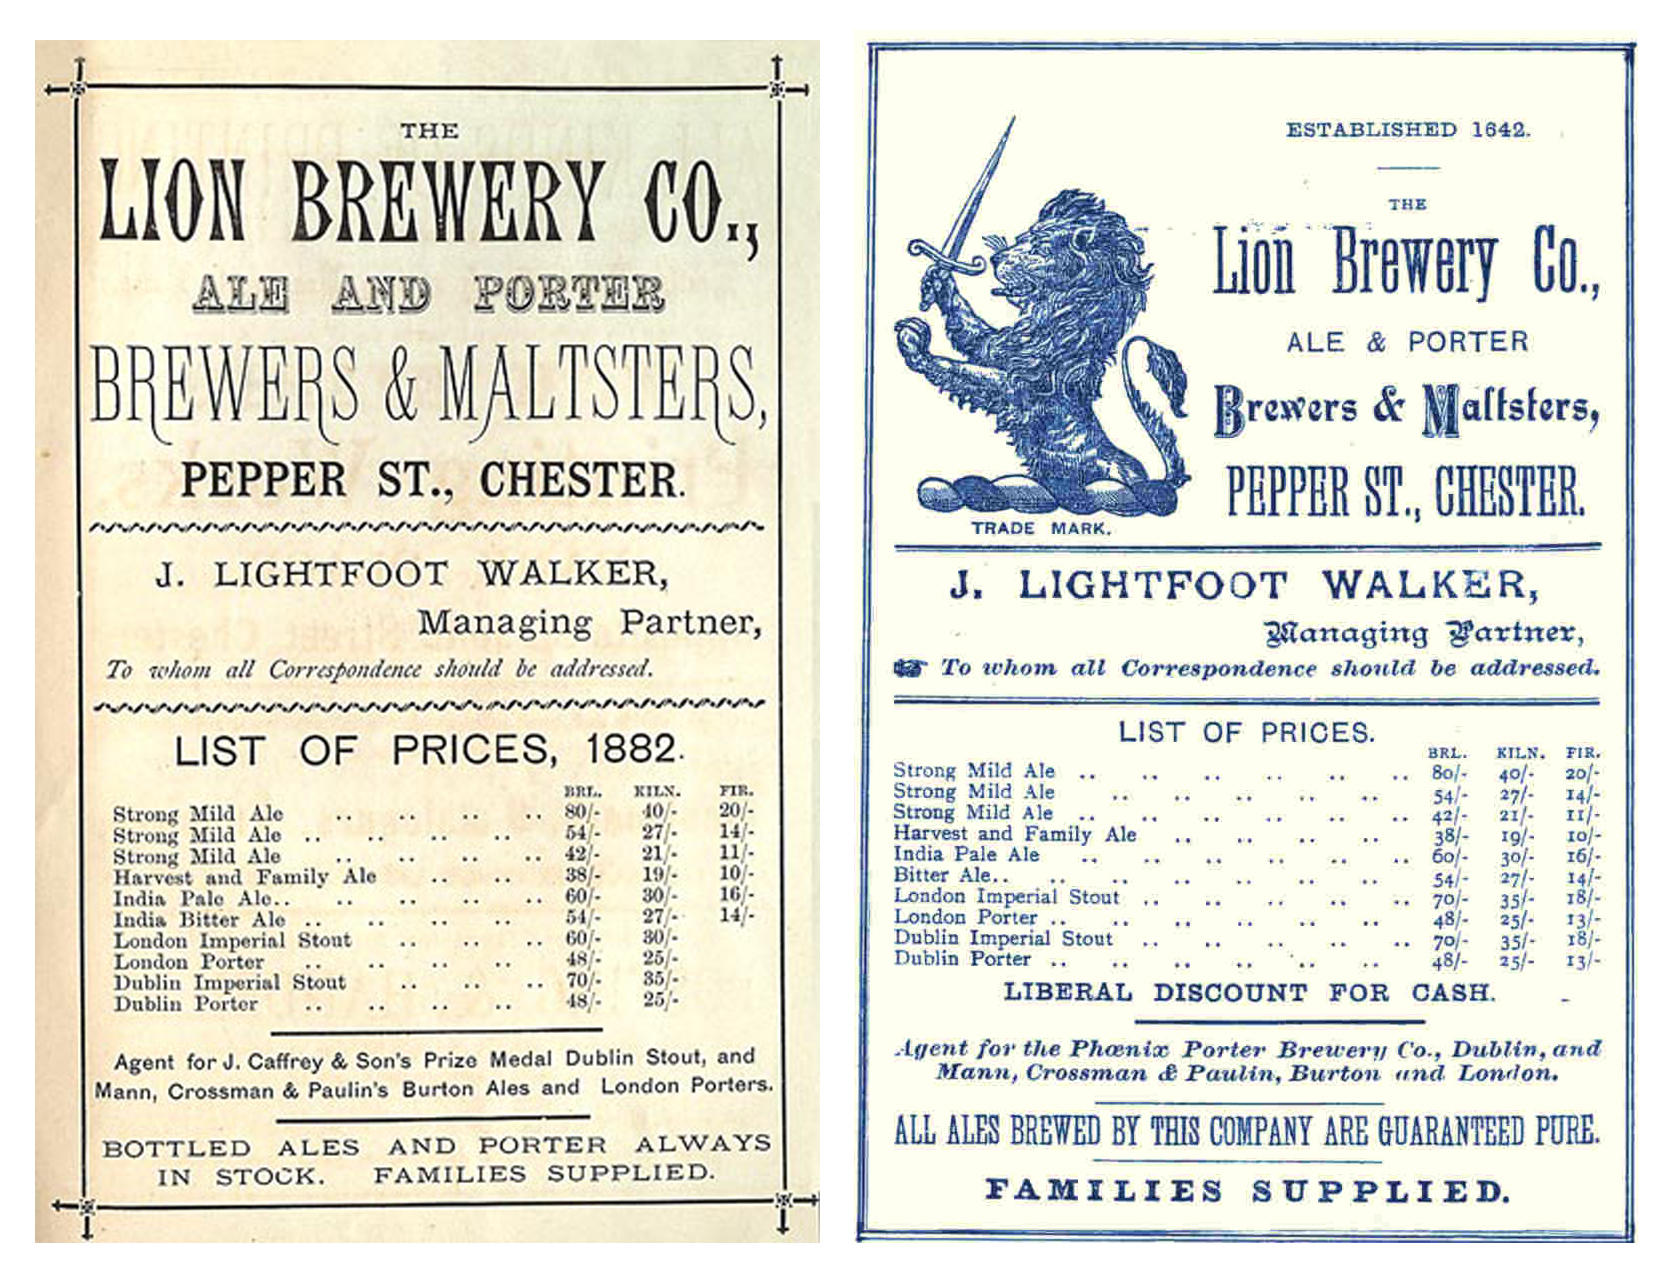 THE
LION BREWERY CO.,
ALE AND PORTER
BREWERS & MALTSTERS,
PEPPER ST., CHESTER.
J. LIGHTFOOT WALKER,
Managing Partner,
To whom all Correspondence should be addressed.
LIST OF PRICES, 1882.
BRL. KILN. FIR.
Strong Mild Ale .. .. .. .. 80/- 40/- 20/-
Strong Mild Ale .. .. .. .. 54/- 27/- 14/-
Strong Mild Ale .. .. .. .. 42/- 21/- 11/-
Harvest and Family Ale .. .. 38/- 19/- 10/-
India Pale Ale.. .. .. .. .. 60/- 30/- 16/-
India Bitter Ale .. .. .. .. 54/- 27/- 14/-
London Imperial Stout .. .. .. 60/- 30/-
London Porter .. .. .. .. 48/- 25/-
Dublin Imperial Stout .. .. .. 70/- 35/-
Dublin Porter .. .. .. .. 48/- 25/-
Agent for J. Caffrey & Son's Prize Medal Dublin Stout, and
Mann, Crossman & Paulin's Burton Ales and London Porters.
BOTTLED ALES AND PORTER ALWAYS
IN STOCK. FAMILIES SUPPLIED.
ESTABLISHED 1642.
THE
Lion Brewery Co.,
ALE & PORTER
Brewers & Maltsters,
PEPPER ST., CHESTER.
TRADE MARK.
J. LIGHTFOOT WALKER,
Managing Partner,
To whom all Correspondence should be addressed.
LIST OF PRICES.
BRL. KILN. FIR.
Strong Mild Ale .. .. .. .. .. .. 80/- 40/- 20/-
Strong Mild Ale .. .. .. .. .. 54/- 27/- 14/-
Strong Mild Ale .. .. .. .. .. .. 42/- 21/- 11/-
Harvest and Family Ale .. .. .. .. 38/- 19/- 10/-
India Pale Ale .. .. .. .. .. .. 60/- 30/- 16/-
Bitter Ale.. .. .. .. .. .. .. 54/- 27/- 14/-
London Imperial Stout .. .. .. .. .. 70/- 35/- 18/-
London Porter .. .. .. .. .. .. 48/- 25/- 13/-
Dublin Imperial Stout .. .. .. .. .. 70/- 35/- 18/-
Dublin Porter .. .. .. .. .. .. 48/- 25/- 13/-
LIBERAL DISCOUNT FOR CASH.
Agent for the Phœnix Porter Brewery Co., Dublin, and
Mann, Crossman & Paulin, Burton and London.
ALL ALES BREWED BY THIS COMPANY ARE GUARANTEED PURE.
FAMILIES SUPPLIED.